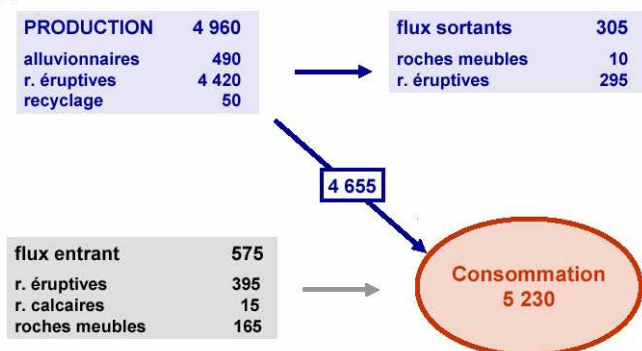 PRODUCTION 4 960
alluvionnaires 490
r. éruptives 4 420
recyclage 50
flux sortants 305
roches meubles 10
r. éruptives 295
4 655
flux entrant 575
r. éruptives 395
r. calcaires 15
roches meubles 165
Consommation
5 230